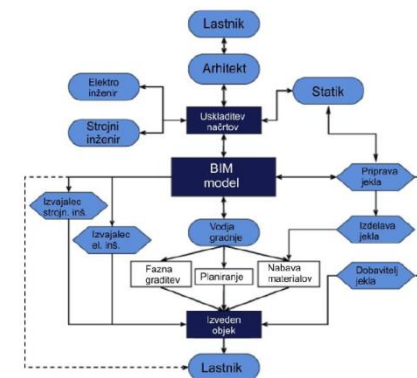 Lastnik
Arhitekt
Elektro
inženir
Statik
Uskladitev
načrtov
Strojni
inženir
BIM
model
Priprava
jekla
Izvajalec
strojn. inš.
Izvajalec
el. inš.
Vodja
gradnje
Izdelava
jekla
Fazna
graditev
Planiranje
Nabava
materialov
Dobavitelj
jekla
Izveden
objek
Lastnik